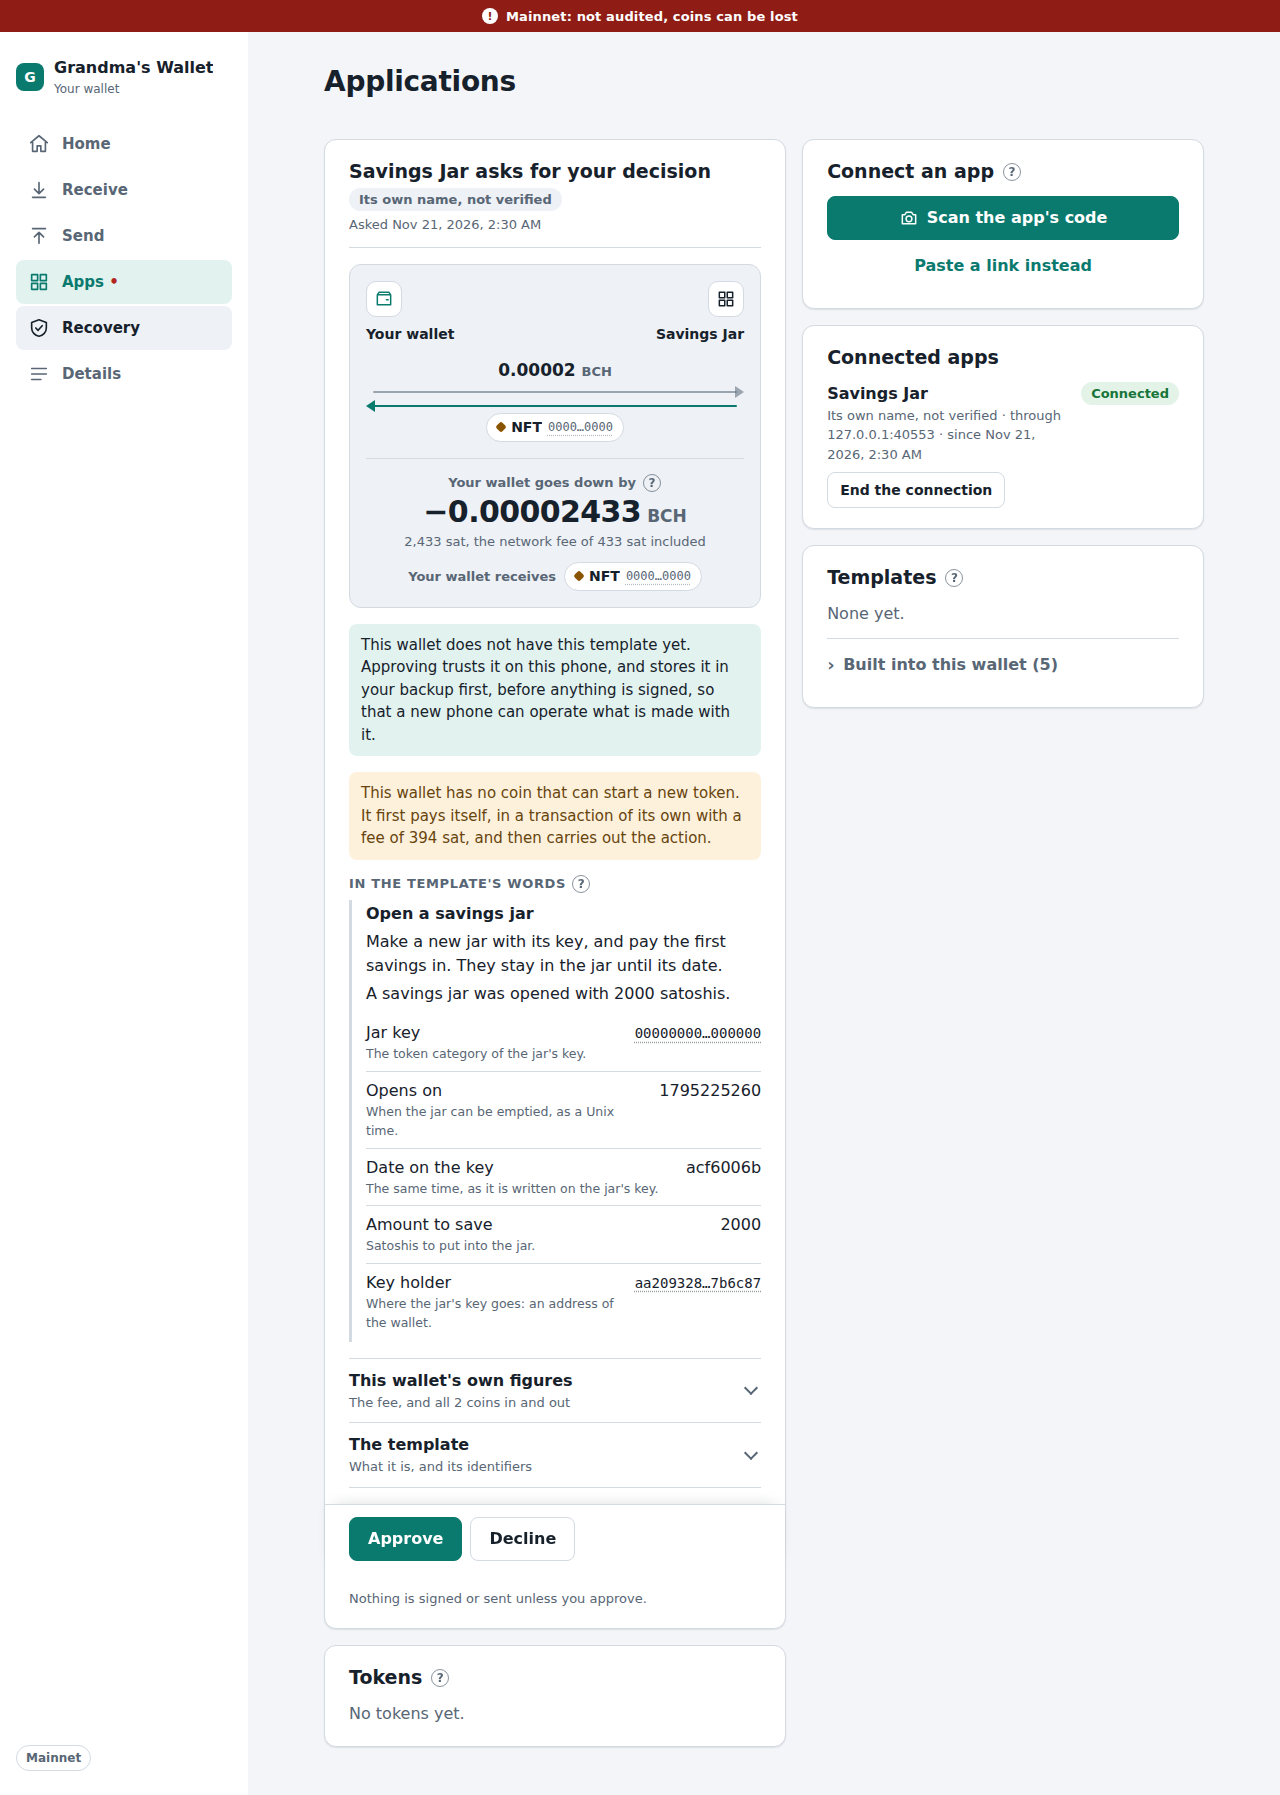 ! Mainnet: not audited, coins can be lost
G Grandma's Wallet
Your wallet
Home
Receive
Send
Apps •
Recovery
Details
Mainnet
Applications
Savings Jar asks for your decision
Its own name, not verified
Asked Nov 21, 2026, 2:30 AM
Your wallet Savings Jar
0.00002 BCH
NFT 0000…0000
Your wallet goes down by ?
−0.00002433 BCH
2,433 sat, the network fee of 433 sat included
Your wallet receives NFT 0000…0000
This wallet does not have this template yet.
Approving trusts it on this phone, and stores it in
your backup first, before anything is signed, so
that a new phone can operate what is made with
it.
This wallet has no coin that can start a new token.
It first pays itself, in a transaction of its own with a
fee of 394 sat, and then carries out the action.
IN THE TEMPLATE'S WORDS ?
Open a savings jar
Make a new jar with its key, and pay the first
savings in. They stay in the jar until its date.
A savings jar was opened with 2000 satoshis.
Jar key 00000000…000000
The token category of the jar's key.
Opens on 1795225260
When the jar can be emptied, as a Unix
time.
Date on the key acf6006b
The same time, as it is written on the jar's key.
Amount to save 2000
Satoshis to put into the jar.
Key holder aa209328…7b6c87
Where the jar's key goes: an address of
the wallet.
This wallet's own figures
The fee, and all 2 coins in and out
The template
What it is, and its identifiers
Approve Decline
Nothing is signed or sent unless you approve.
Tokens ?
No tokens yet.
Connect an app ?
Scan the app's code
Paste a link instead
Connected apps
Savings Jar Connected
Its own name, not verified · through
127.0.0.1:40553 · since Nov 21,
2026, 2:30 AM
End the connection
Templates ?
None yet.
› Built into this wallet (5)